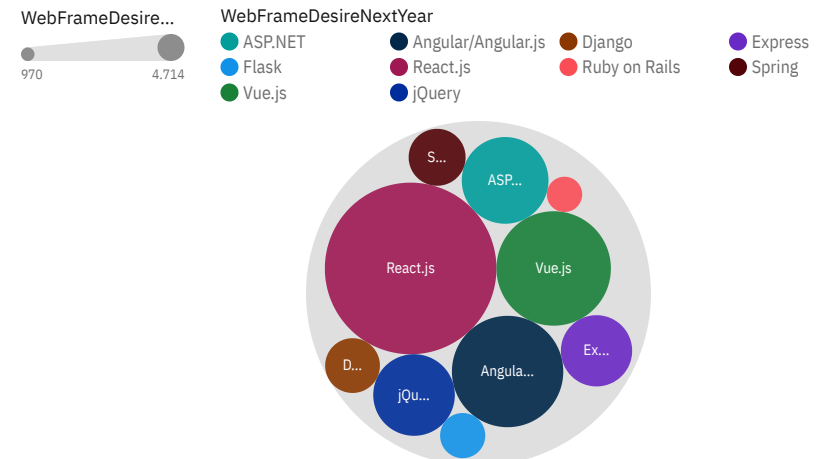 WebFrameDesire...
970
4.714
WebFrameDesireNextYear
ASP.NET
Angular/Angular.js
Django
Express
Flask
React.js
Ruby on Rails
Spring
Vue.js
jQuery
S...
ASP...
React.js
Vue.js
Ex...
D...
Angula...
jQu...